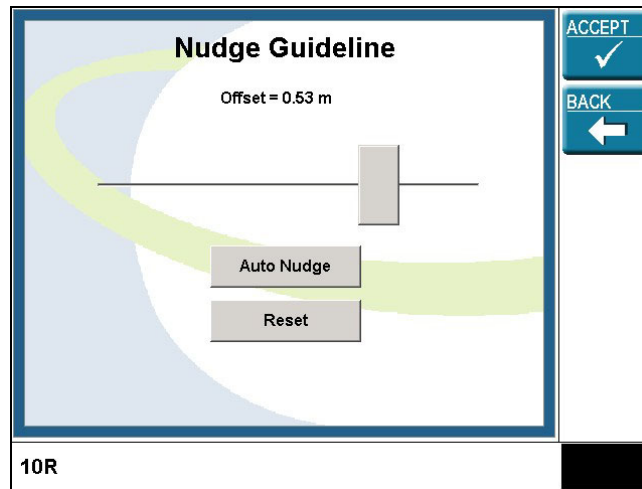 Nudge Guideline
Offset = 0.53 m
Auto Nudge
Reset
ACCEPT
BACK
10R